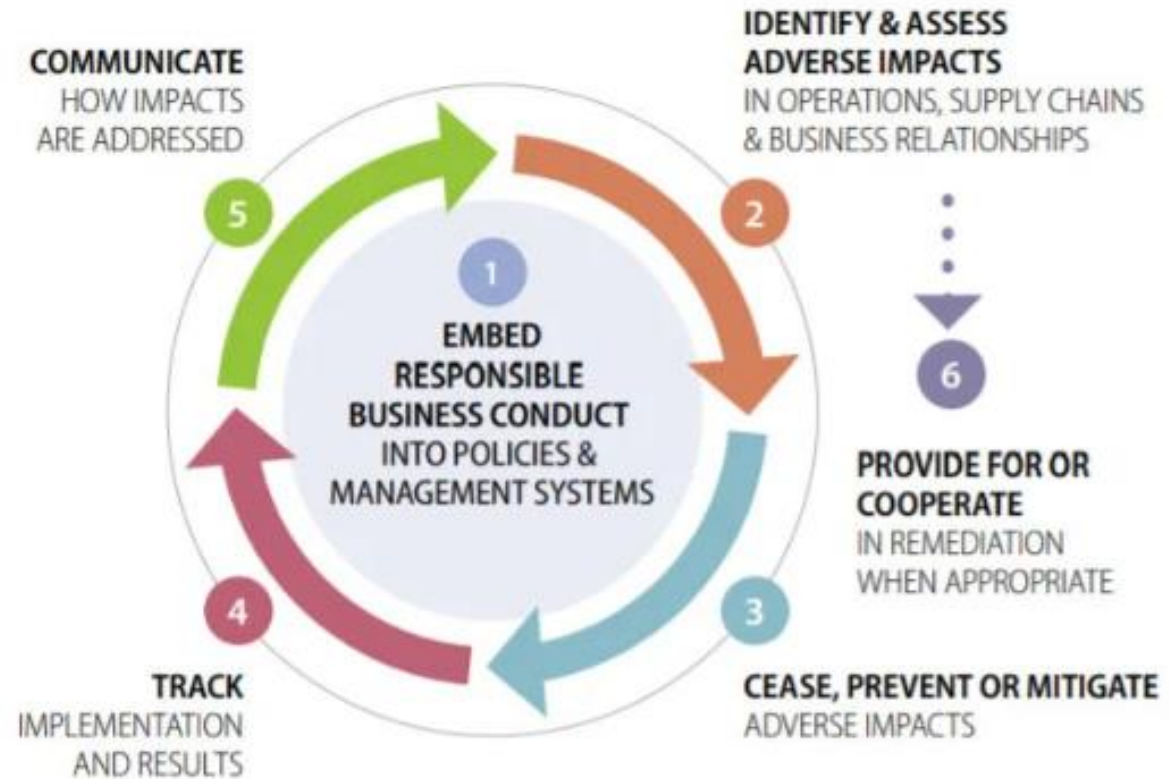 1
EMBED
RESPONSIBLE
BUSINESS CONDUCT
INTO POLICIES &
MANAGEMENT SYSTEMS
2
IDENTIFY & ASSESS
ADVERSE IMPACTS
IN OPERATIONS, SUPPLY CHAINS
& BUSINESS RELATIONSHIPS
3
CEASE, PREVENT OR MITIGATE
ADVERSE IMPACTS
4
TRACK
IMPLEMENTATION
AND RESULTS
5
COMMUNICATE
HOW IMPACTS
ARE ADDRESSED
6
PROVIDE FOR OR
COOPERATE
IN REMEDIATION
WHEN APPROPRIATE